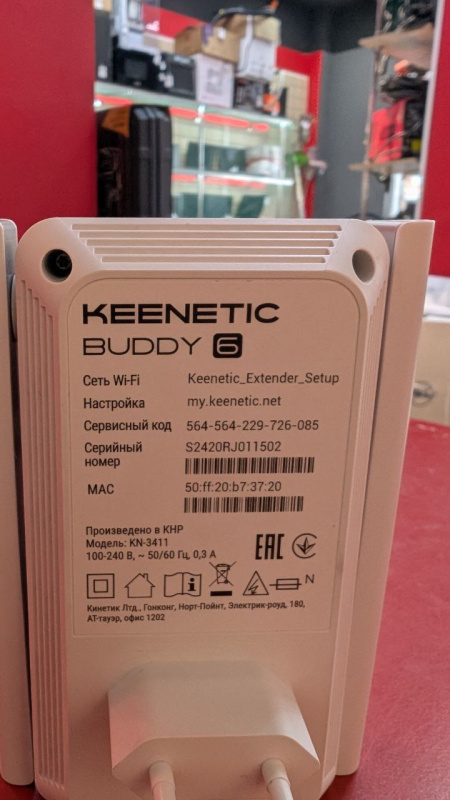 KEENETIC
BUDDY 6
Сеть Wi-Fi Keenetic_Extender_Setup
Настройка my.keenetic.net
Сервисный код 564-564-229-726-085
Серийный S2420RJ011502
номер
MAC 50:ff:20:b7:37:20
Произведено в КНР
Модель: KN-3411
100-240 В, ~ 50/60 Гц, 0,3 А
EAC
N
Кинетик Лтд., Гонконг, Норт-Пойнт, Электрик-роуд, 180,
АТ-тауэр, офис 1202